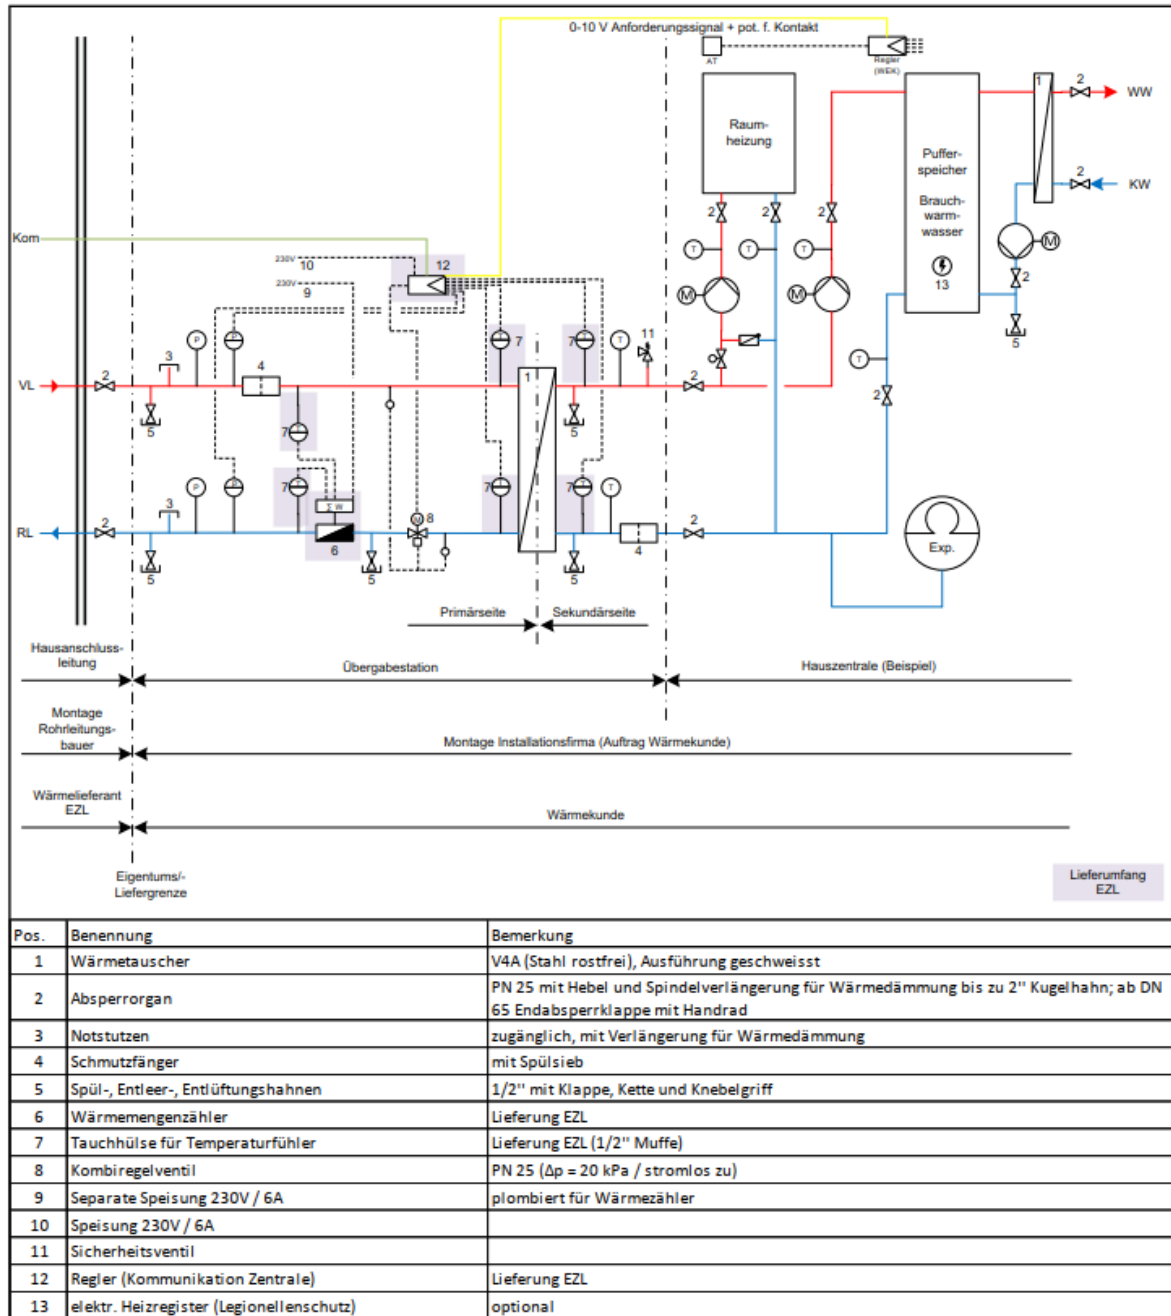 0-10 V Anforderungssignal + pot. f. Kontakt
AT
Regler
(WEK)
1
2
WW
Raum-
heizung
Puffer-
speicher
Brauch-
warm-
wasser
13
2
KW
2
2
2
T
T
T
M
M
M
2
5
Kom
230V
10
230V
9
12
P
P
3
4
7
7
T
11
1
2
VL
2
5
7
5
T
2
P
P
3
7
Σ W
M
8
7
7
T
2
RL
2
5
6
5
5
4
Exp.
Primärseite
Sekundärseite
Hausanschluss-
leitung
Übergabestation
Hauszentrale (Beispiel)
Montage
Rohrleitungs-
bauer
Montage Installationsfirma (Auftrag Wärmekunde)
Wärmelieferant
EZL
Wärmekunde
Eigentums/-
Liefergrenze
Lieferumfang
EZL
Pos. Benennung Bemerkung
1 Wärmetauscher V4A (Stahl rostfrei), Ausführung geschweisst
2 Absperrorgan PN 25 mit Hebel und Spindelverlängerung für Wärmedämmung bis zu 2'' Kugelhahn; ab DN
65 Endabsperrklappe mit Handrad
3 Notstutzen zugänglich, mit Verlängerung für Wärmedämmung
4 Schmutzfänger mit Spülsieb
5 Spül-, Entleer-, Entlüftungshahnen 1/2'' mit Klappe, Kette und Knebelgriff
6 Wärmemengenzähler Lieferung EZL
7 Tauchhülse für Temperaturfühler Lieferung EZL (1/2'' Muffe)
8 Kombiregelventil PN 25 (Δp = 20 kPa / stromlos zu)
9 Separate Speisung 230V / 6A plombiert für Wärmezähler
10 Speisung 230V / 6A
11 Sicherheitsventil
12 Regler (Kommunikation Zentrale) Lieferung EZL
13 elektr. Heizregister (Legionellenschutz) optional